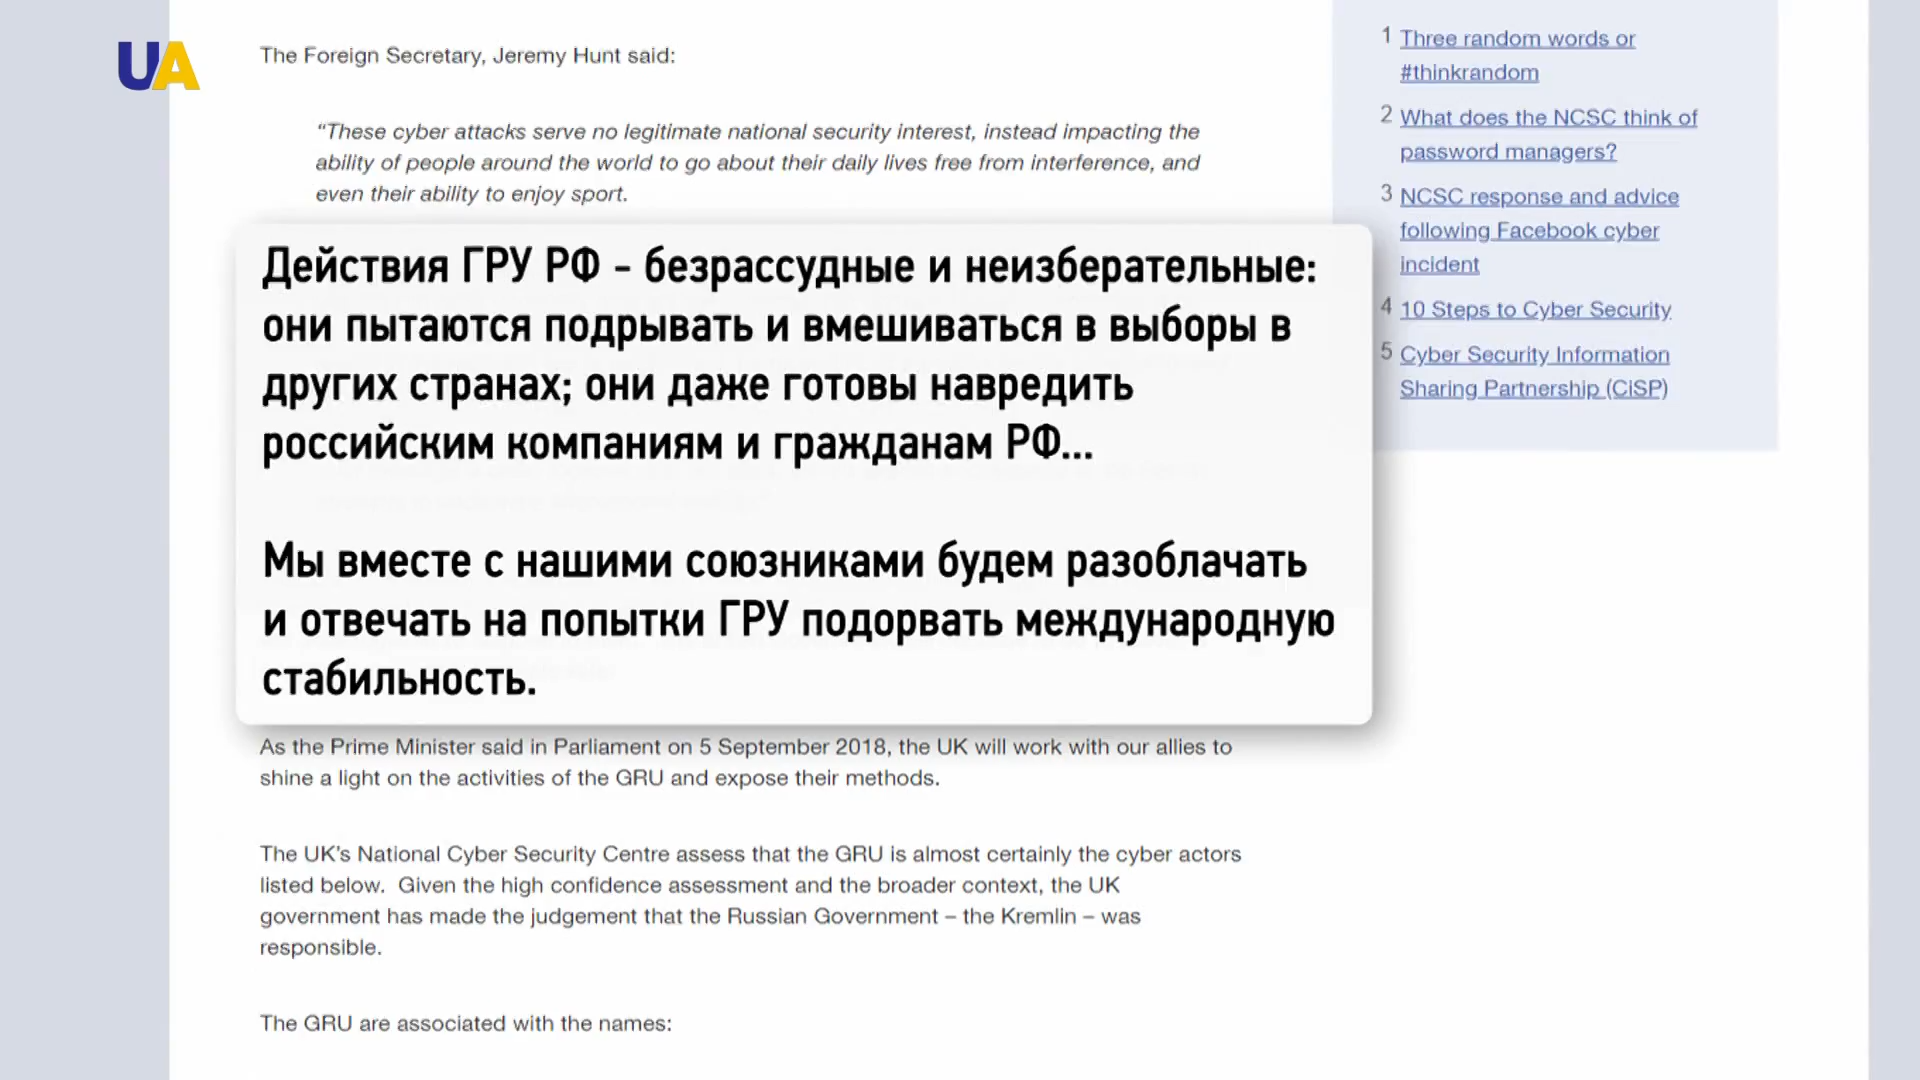 UA
The Foreign Secretary, Jeremy Hunt said:
“These cyber attacks serve no legitimate national security interest, instead impacting the
ability of people around the world to go about their daily lives free from interference, and
even their ability to enjoy sport.
Действия ГРУ РФ - безрассудные и неизберательные:
они пытаются подрывать и вмешиваться в выборы в
других странах; они даже готовы навредить
российским компаниям и гражданам РФ...
Мы вместе с нашими союзниками будем разоблачать
и отвечать на попытки ГРУ подорвать международную
стабильность.
As the Prime Minister said in Parliament on 5 September 2018, the UK will work with our allies to
shine a light on the activities of the GRU and expose their methods.
The UK’s National Cyber Security Centre assess that the GRU is almost certainly the cyber actors
listed below.  Given the high confidence assessment and the broader context, the UK
government has made the judgement that the Russian Government – the Kremlin – was
responsible.
The GRU are associated with the names:
1 Three random words or
#thinkrandom
2 What does the NCSC think of
password managers?
3 NCSC response and advice
following Facebook cyber
incident
4 10 Steps to Cyber Security
5 Cyber Security Information
Sharing Partnership (CiSP)